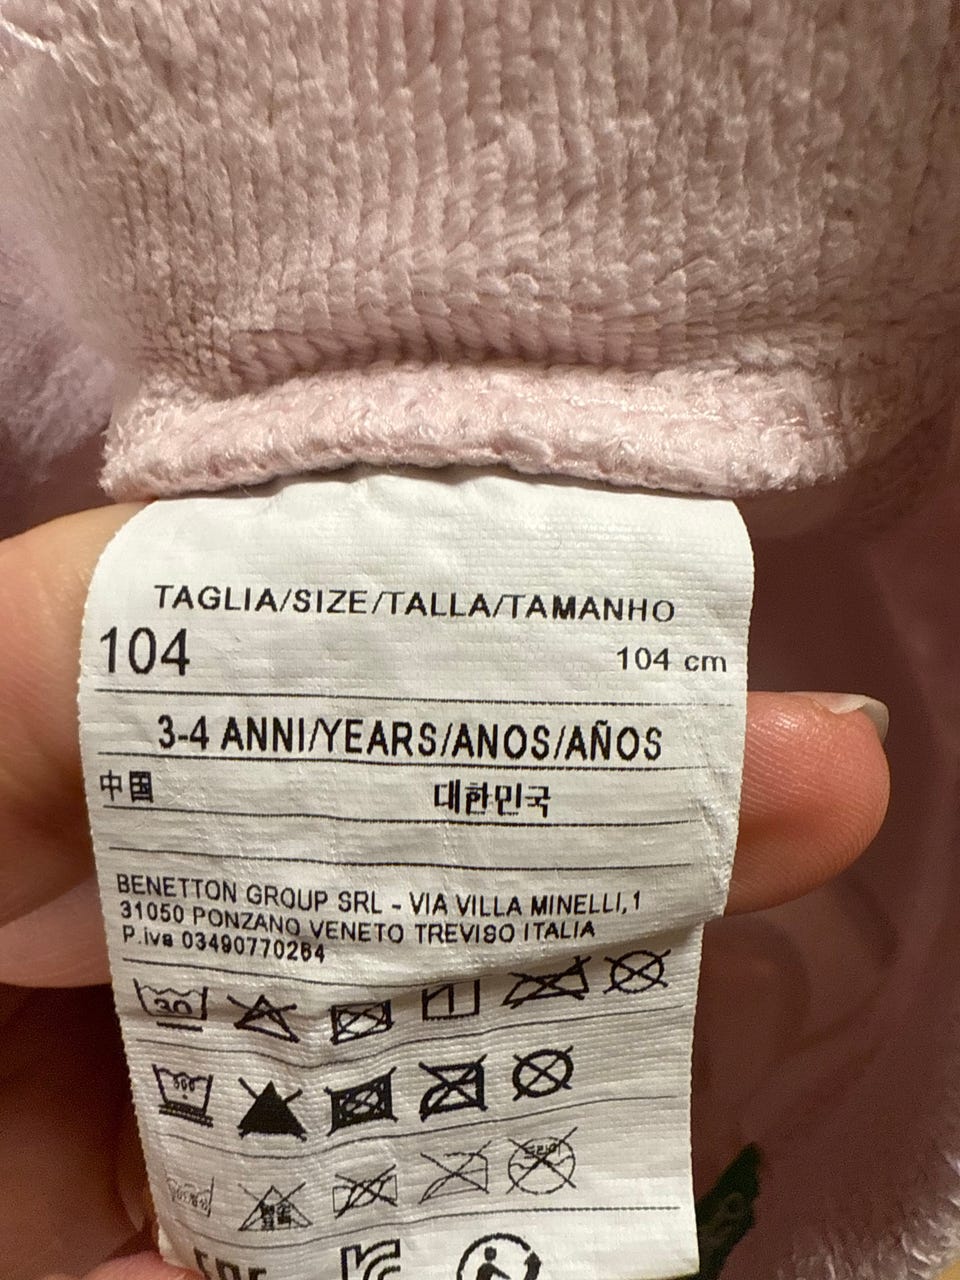 TAGLIA/SIZE/TALLA/TAMANHO
104 104 cm
3-4 ANNI/YEARS/ANOS/AÑOS
中国 대한민국
BENETTON GROUP SRL - VIA VILLA MINELLI,1
31050 PONZANO VENETO TREVISO ITALIA
P.iva 03490770264
30